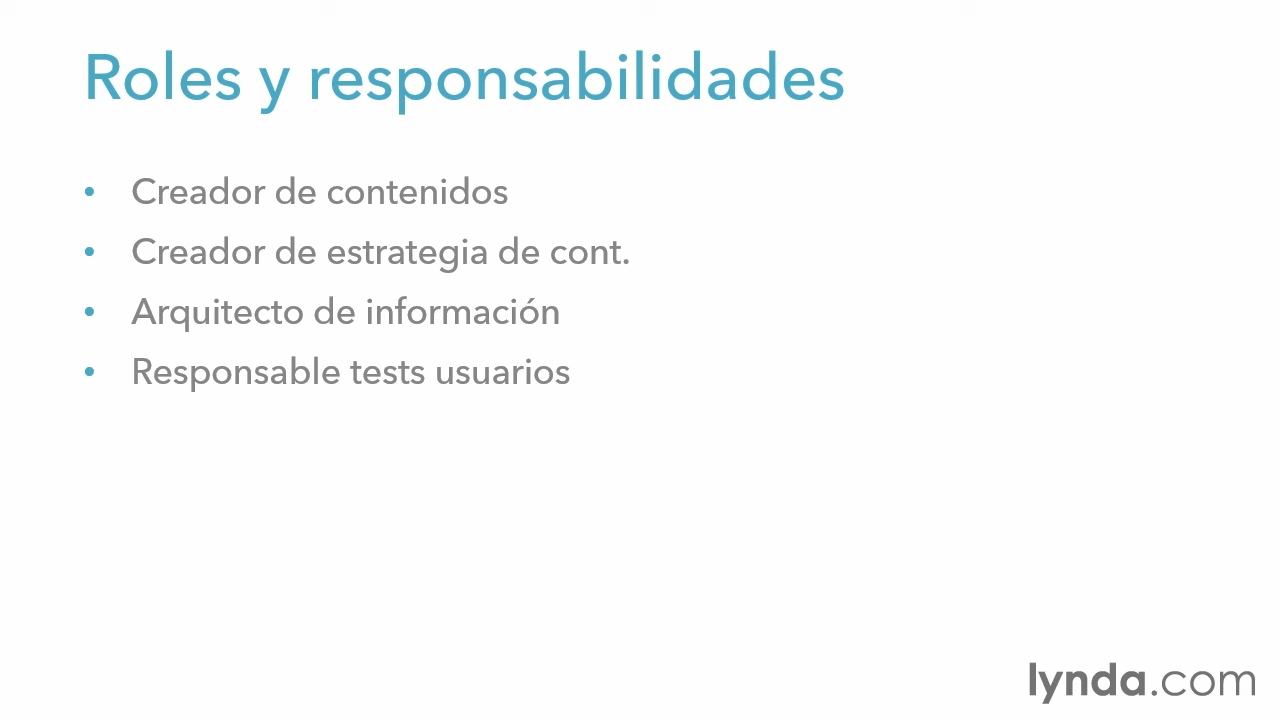 Roles y responsabilidades
• Creador de contenidos
• Creador de estrategia de cont.
• Arquitecto de información
• Responsable tests usuarios
lynda.com